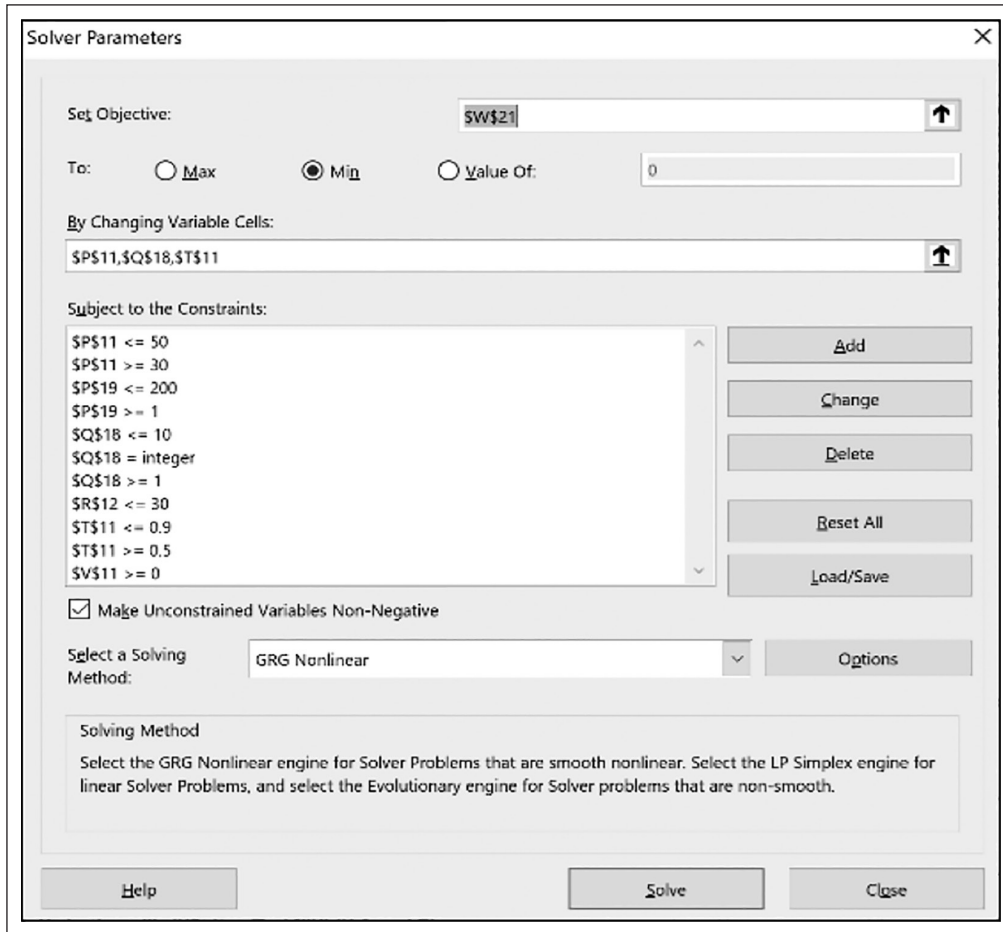 Solver Parameters
Set Objective:
$W$21
To:
Max
Min
Value Of:
0
By Changing Variable Cells:
$P$11,$Q$18,$T$11
Subject to the Constraints:
$P$11 <= 50
$P$11 >= 30
$P$19 <= 200
$P$19 >= 1
$Q$18 <= 10
$Q$18 = integer
$Q$18 >= 1
$R$12 <= 30
$T$11 <= 0.9
$T$11 >= 0.5
$V$11 >= 0
Add
Change
Delete
Reset All
Load/Save
Make Unconstrained Variables Non-Negative
Select a Solving
Method:
GRG Nonlinear
Options
Solving Method
Select the GRG Nonlinear engine for Solver Problems that are smooth nonlinear. Select the LP Simplex engine for
linear Solver Problems, and select the Evolutionary engine for Solver problems that are non-smooth.
Help
Solve
Close